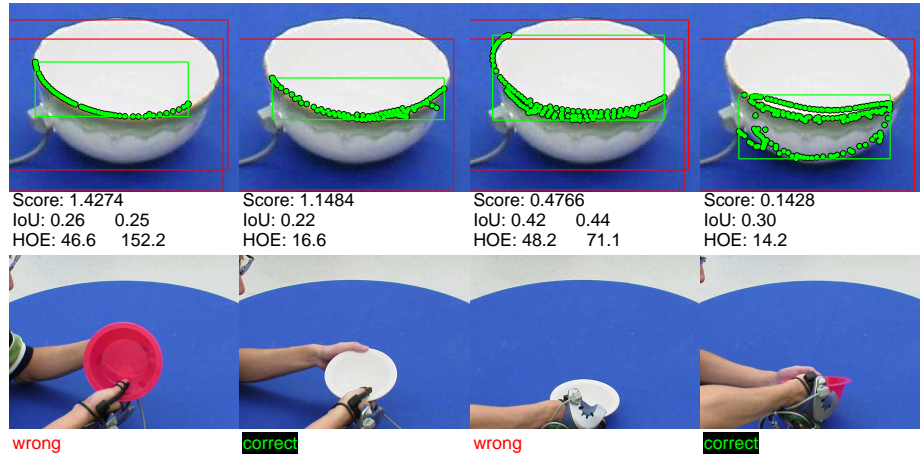 Score: 1.4274
IoU: 0.26 0.25
HOE: 46.6 152.2
Score: 1.1484
IoU: 0.22
HOE: 16.6
Score: 0.4766
IoU: 0.42 0.44
HOE: 48.2 71.1
Score: 0.1428
IoU: 0.30
HOE: 14.2
wrong
correct
wrong
correct